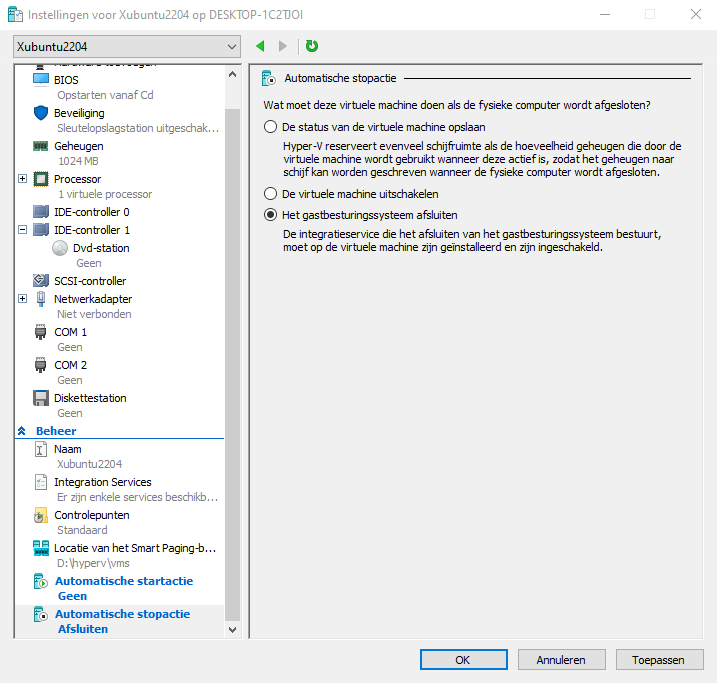 Instellingen voor Xubuntu2204 op DESKTOP-1C2TJOI
Xubuntu2204
BIOS
Opstarten vanaf Cd
Beveiliging
Sleutelopslagstation uitgeschak...
Geheugen
1024 MB
Processor
1 virtuele processor
IDE-controller 0
IDE-controller 1
Dvd-station
Geen
SCSI-controller
Netwerkadapter
Niet verbonden
COM 1
Geen
COM 2
Geen
Diskettestation
Geen
Beheer
Naam
Xubuntu2204
Integration Services
Er zijn enkele services beschikb...
Controlepunten
Standaard
Locatie van het Smart Paging-b...
D:\hyperv\vms
Automatische startactie
Geen
Automatische stopactie
Afsluiten
Automatische stopactie
Wat moet deze virtuele machine doen als de fysieke computer wordt afgesloten?
De status van de virtuele machine opslaan
Hyper-V reserveert evenveel schijfruimte als de hoeveelheid geheugen die door de
virtuele machine wordt gebruikt wanneer deze actief is, zodat het geheugen naar
schijf kan worden geschreven wanneer de fysieke computer wordt afgesloten.
De virtuele machine uitschakelen
Het gastbesturingssysteem afsluiten
De integratieservice die het afsluiten van het gastbesturingssysteem bestuurt,
moet op de virtuele machine zijn geïnstalleerd en zijn ingeschakeld.
OK
Annuleren
Toepassen